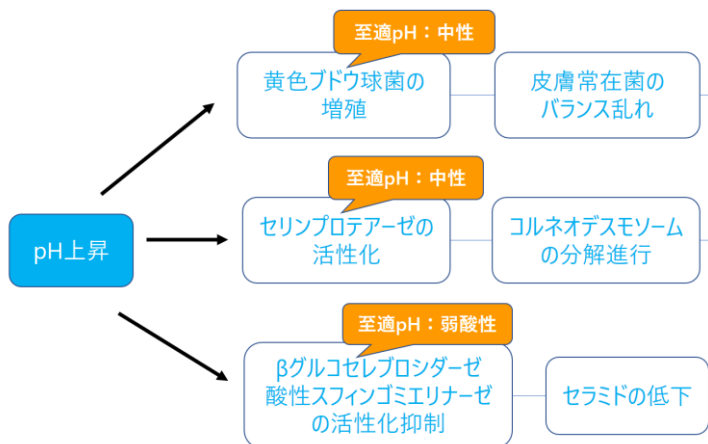 至適pH：中性
黄色ブドウ球菌の
増殖
皮膚常在菌の
バランス乱れ
至適pH：中性
pH上昇
セリンプロテアーゼの
活性化
コルネオデスモソーム
の分解進行
至適pH：弱酸性
βグルコセレブロシダーゼ
酸性スフィンゴミエリナーゼ
の活性化抑制
セラミドの低下